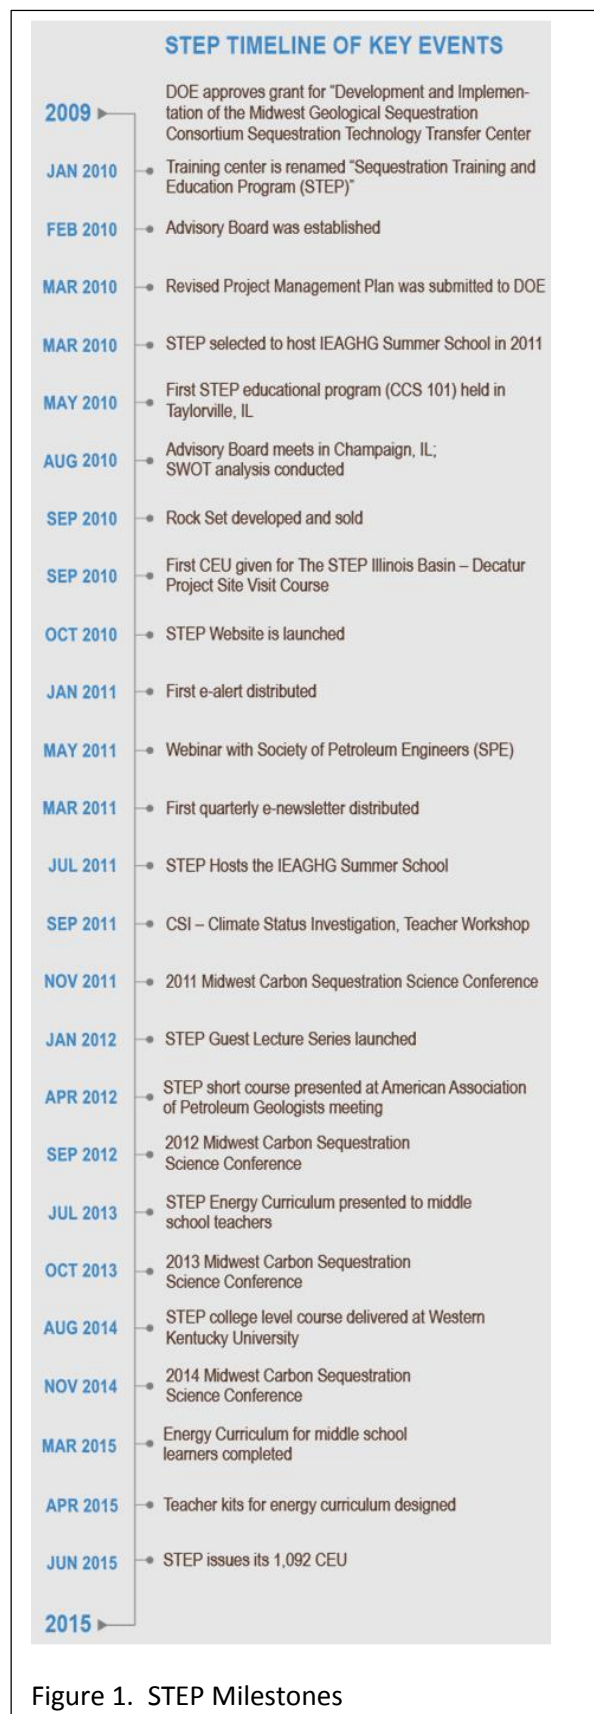 STEP TIMELINE OF KEY EVENTS
2009
DOE approves grant for "Development and Implemen-
tation of the Midwest Geological Sequestration
Consortium Sequestration Technology Transfer Center
JAN 2010
Training center is renamed "Sequestration Training and
Education Program (STEP)"
FEB 2010
Advisory Board was established
MAR 2010
Revised Project Management Plan was submitted to DOE
MAR 2010
STEP selected to host IEAGHG Summer School in 2011
MAY 2010
First STEP educational program (CCS 101) held in
Taylorville, IL
AUG 2010
Advisory Board meets in Champaign, IL;
SWOT analysis conducted
SEP 2010
Rock Set developed and sold
SEP 2010
First CEU given for The STEP Illinois Basin – Decatur
Project Site Visit Course
OCT 2010
STEP Website is launched
JAN 2011
First e-alert distributed
MAY 2011
Webinar with Society of Petroleum Engineers (SPE)
MAR 2011
First quarterly e-newsletter distributed
JUL 2011
STEP Hosts the IEAGHG Summer School
SEP 2011
CSI – Climate Status Investigation, Teacher Workshop
NOV 2011
2011 Midwest Carbon Sequestration Science Conference
JAN 2012
STEP Guest Lecture Series launched
APR 2012
STEP short course presented at American Association
of Petroleum Geologists meeting
SEP 2012
2012 Midwest Carbon Sequestration
Science Conference
JUL 2013
STEP Energy Curriculum presented to middle
school teachers
OCT 2013
2013 Midwest Carbon Sequestration
Science Conference
AUG 2014
STEP college level course delivered at Western
Kentucky University
NOV 2014
2014 Midwest Carbon Sequestration
Science Conference
MAR 2015
Energy Curriculum for middle school
learners completed
APR 2015
Teacher kits for energy curriculum designed
JUN 2015
STEP issues its 1,092 CEU
2015
Figure 1. STEP Milestones